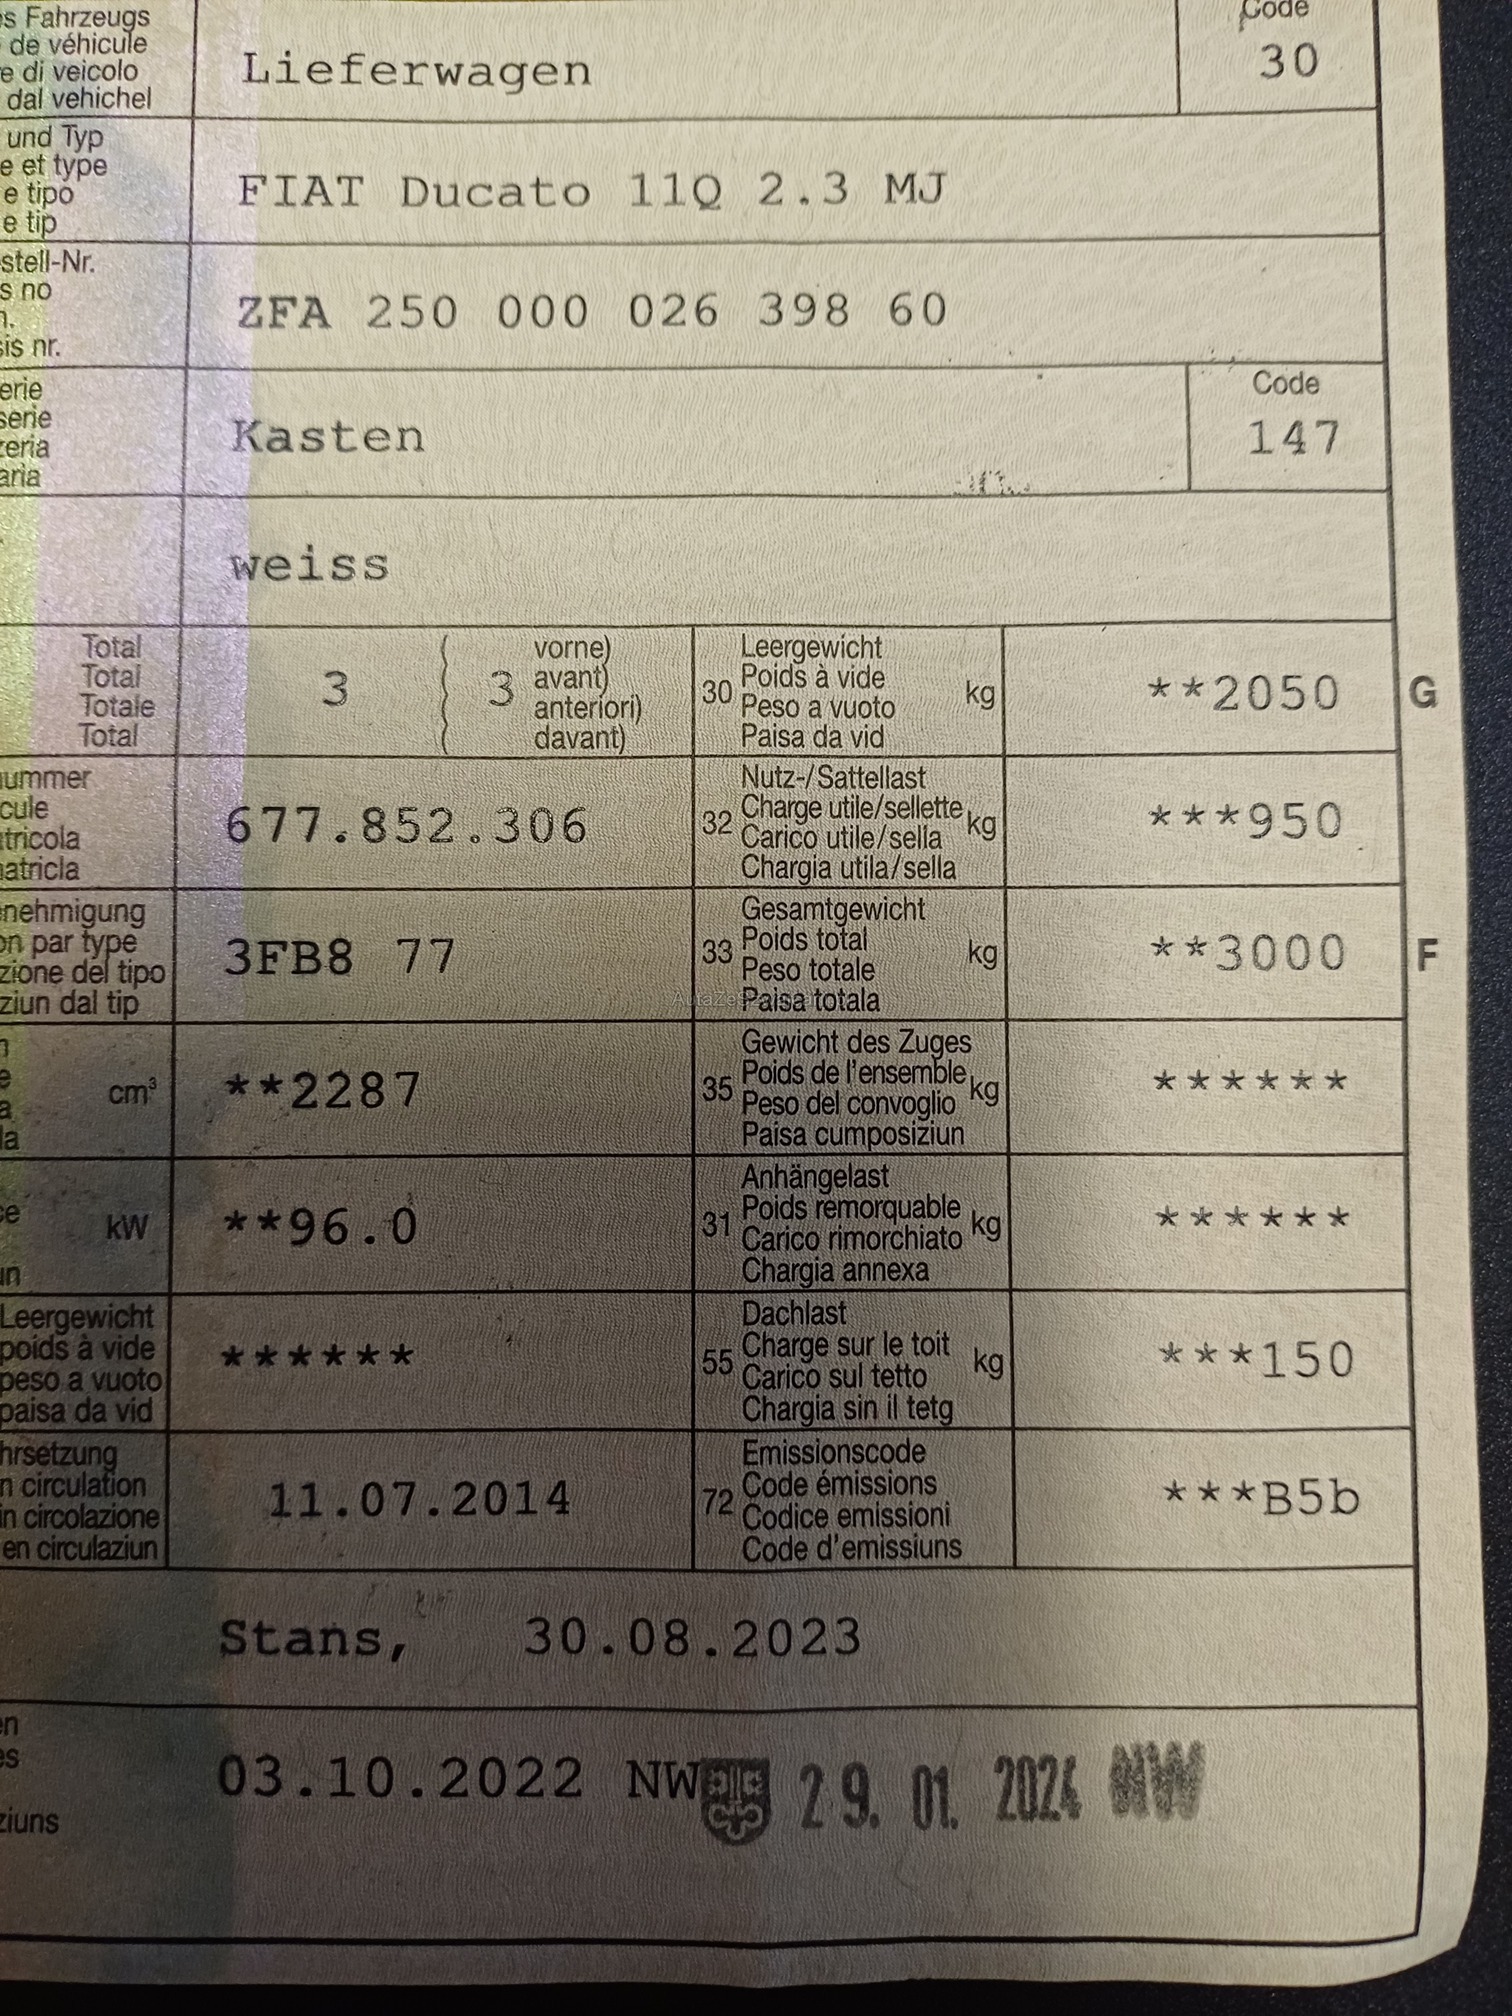 s Fahrzeugs
de véhicule
e di veicolo
dal vehichel
Lieferwagen
Code
30
und Typ
e et type
e tipo
e tip
FIAT Ducato 11Q 2.3 MJ
stell-Nr.
s no
n.
sis nr.
ZFA 250 000 026 398 60
erie
serie
zeria
aria
Kasten
Code
147
weiss
Total
Total
Totale
Total
3
3
vorne)
avant)
anteriori)
davant)
30
Leergewicht
Poids à vide
Peso a vuoto
Paisa da vid
kg
**2050
G
nummer
cule
tricola
natricla
677.852.306
32
Nutz-/Sattellast
Charge utile/sellette
Carico utile/sella
Chargia utila/sella
kg
***950
nehmigung
on par type
zione del tipo
ziun dal tip
3FB8 77
33
Gesamtgewicht
Poids total
Peso totale
Paisa totala
kg
**3000
F
n
e
a
la
cm³
**2287
35
Gewicht des Zuges
Poids de l'ensemble
Peso del convoglio
Paisa cumposiziun
kg
******
ce
un
kW
**96.0
31
Anhängelast
Poids remorquable
Carico rimorchiato
Chargia annexa
kg
******
Leergewicht
poids à vide
peso a vuoto
paisa da vid
******
55
Dachlast
Charge sur le toit
Carico sul tetto
Chargia sin il tetg
kg
***150
hrsetzung
n circulation
in circolazione
en circulaziun
11.07.2014
72
Emissionscode
Code émissions
Codice emissioni
Code d'emissiuns
***B5b
Stans, 30.08.2023
en
es
ziuns
03.10.2022 NW
29. 01. 2024 NW